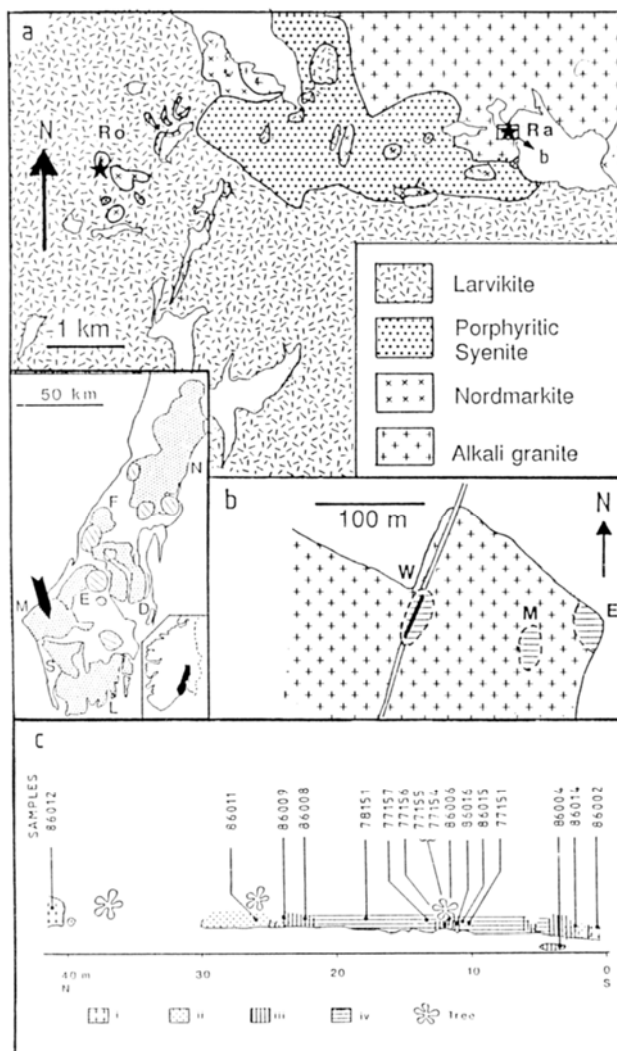 a
N
Ro
Ra
b
1 km
Larvikite
Porphyritic
Syenite
Nordmarkite
Alkali granite
50 km
N
F
M
E
D
S
L
b
100 m
N
W
M
E
c
SAMPLES
86012
86011
86009
86008
78151
77157
77156
77155
77154
86006
86016
86015
77151
86004
86014
86002
40 m
30
20
10
0
N
S
i
ii
iii
iv
tree